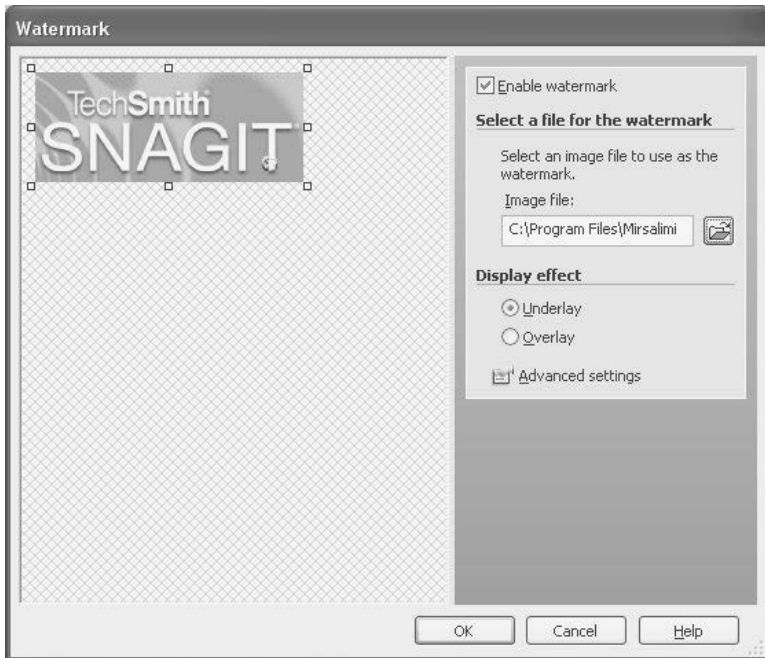 Watermark
TechSmith
SNAGIT
Enable watermark
Select a file for the watermark
Select an image file to use as the
watermark.
Image file:
C:\Program Files\Mirsalimi
Display effect
Underlay
Overlay
Advanced settings
OK
Cancel
Help